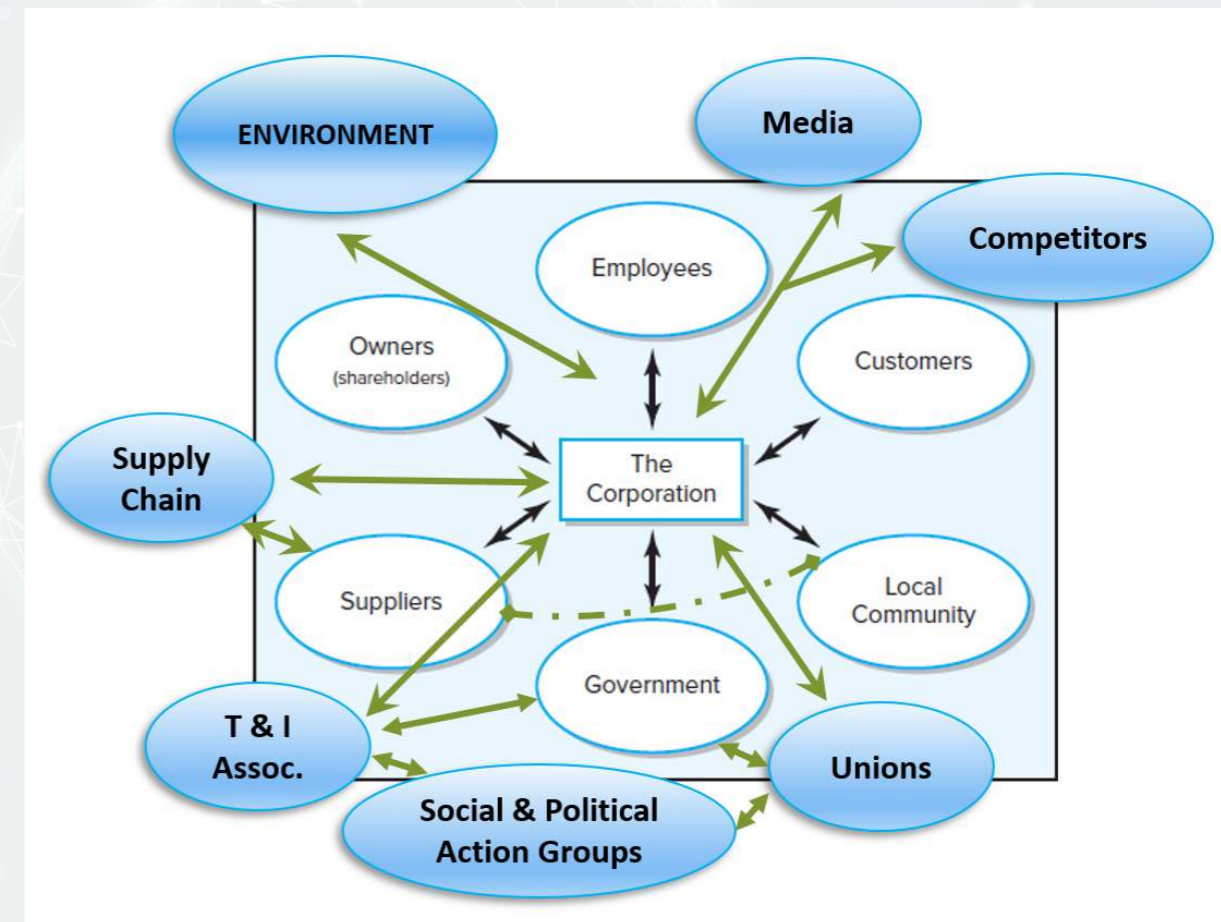 ENVIRONMENT
Media
Competitors
Employees
Owners
(shareholders)
Customers
Supply
Chain
The
Corporation
Suppliers
Local
Community
Government
T & I
Assoc.
Unions
Social & Political
Action Groups